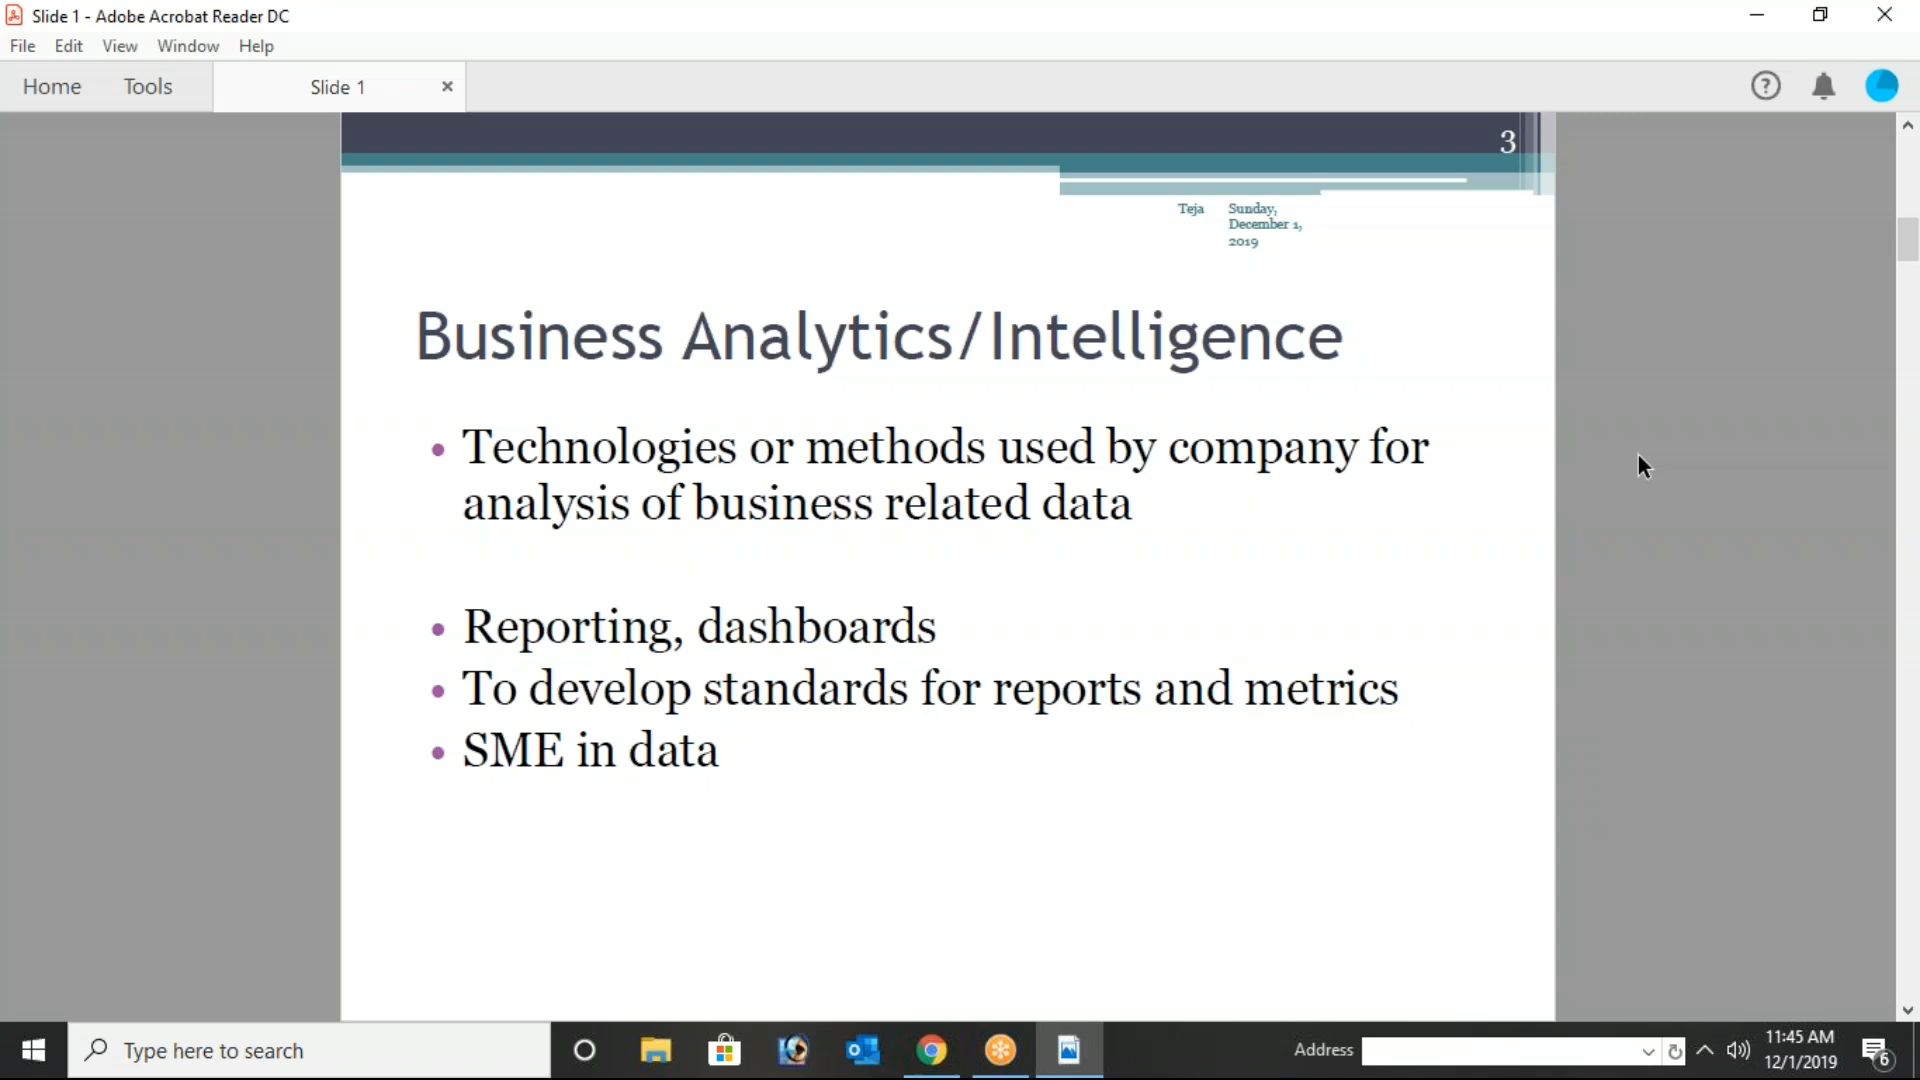 Slide 1 - Adobe Acrobat Reader DC
File Edit View Window Help
Home Tools Slide 1
3
Teja Sunday,
December 1,
2019
Business Analytics/Intelligence
• Technologies or methods used by company for
analysis of business related data
• Reporting, dashboards
• To develop standards for reports and metrics
• SME in data
Type here to search
Address
11:45 AM
12/1/2019
6